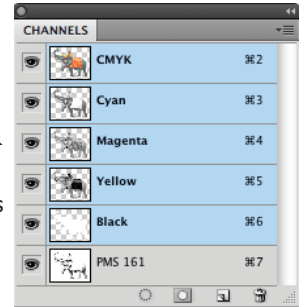 CHANNELS
CMYK ⌘2
Cyan ⌘3
Magenta ⌘4
Yellow ⌘5
s
Black ⌘6
PMS 161 ⌘7